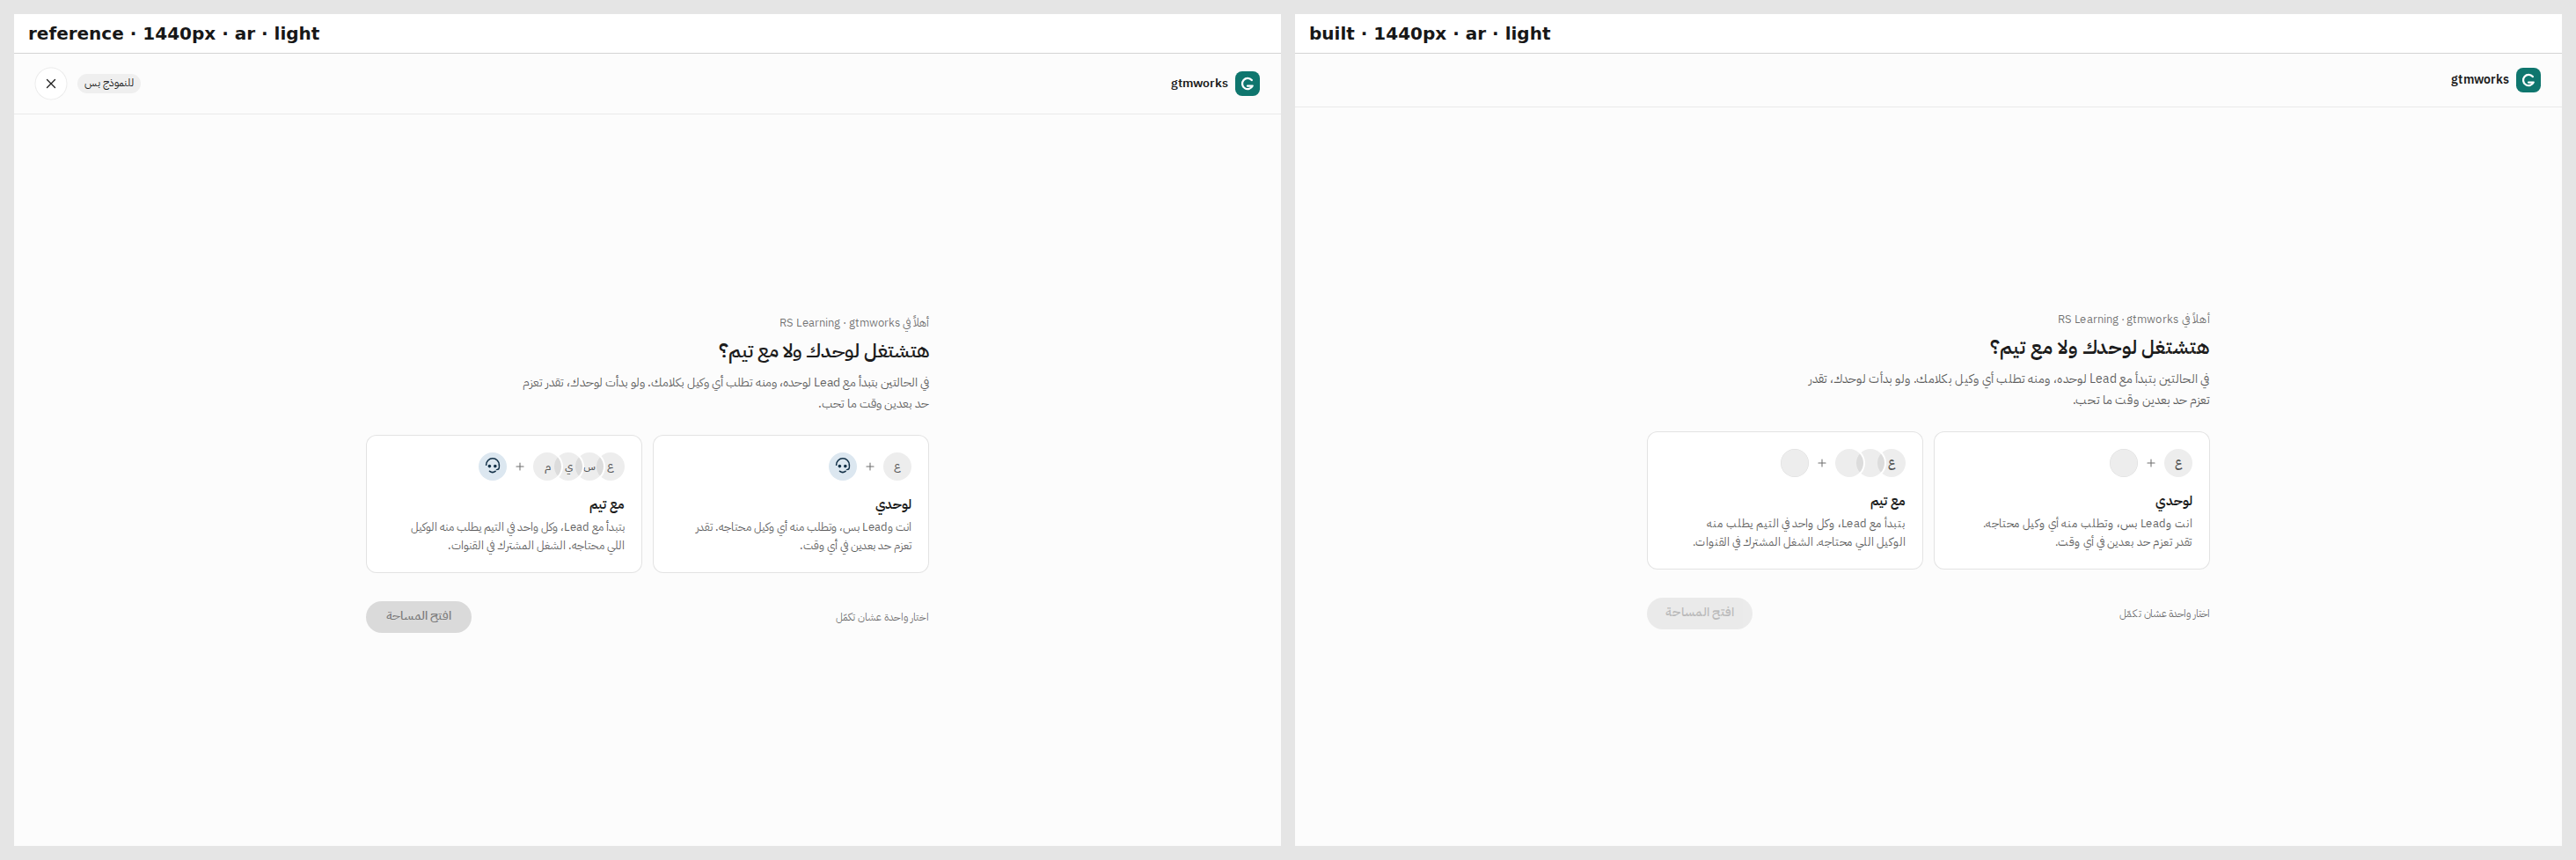 reference · 1440px · ar · light
gtmworks
للنموذج بس
أهلاً في RS Learning · gtmworks
هتشتغل لوحدك ولا مع تيم؟
في الحالتين بتبدأ مع Lead لوحده، ومنه تطلب أي وكيل بكلامك. ولو بدأت لوحدك، تقدر تعزم
حد بعدين وقت ما تحب.
ع +
لوحدي
انت وLead بس، وتطلب منه أي وكيل محتاجه. تقدر
تعزم حد بعدين في أي وقت.
ع س ي م +
مع تيم
بتبدأ مع Lead، وكل واحد في التيم يطلب منه الوكيل
اللي محتاجه. الشغل المشترك في القنوات.
اختار واحدة عشان تكمّل
افتح المساحة
built · 1440px · ar · light
gtmworks
أهلاً في RS Learning · gtmworks
هتشتغل لوحدك ولا مع تيم؟
في الحالتين بتبدأ مع Lead لوحده، ومنه تطلب أي وكيل بكلامك. ولو بدأت لوحدك، تقدر
تعزم حد بعدين وقت ما تحب.
ع +
لوحدي
انت وLead بس، وتطلب منه أي وكيل محتاجه.
تقدر تعزم حد بعدين في أي وقت.
ع +
مع تيم
بتبدأ مع Lead، وكل واحد في التيم يطلب منه
الوكيل اللي محتاجه. الشغل المشترك في القنوات.
اختار واحدة عشان تكمّل
افتح المساحة